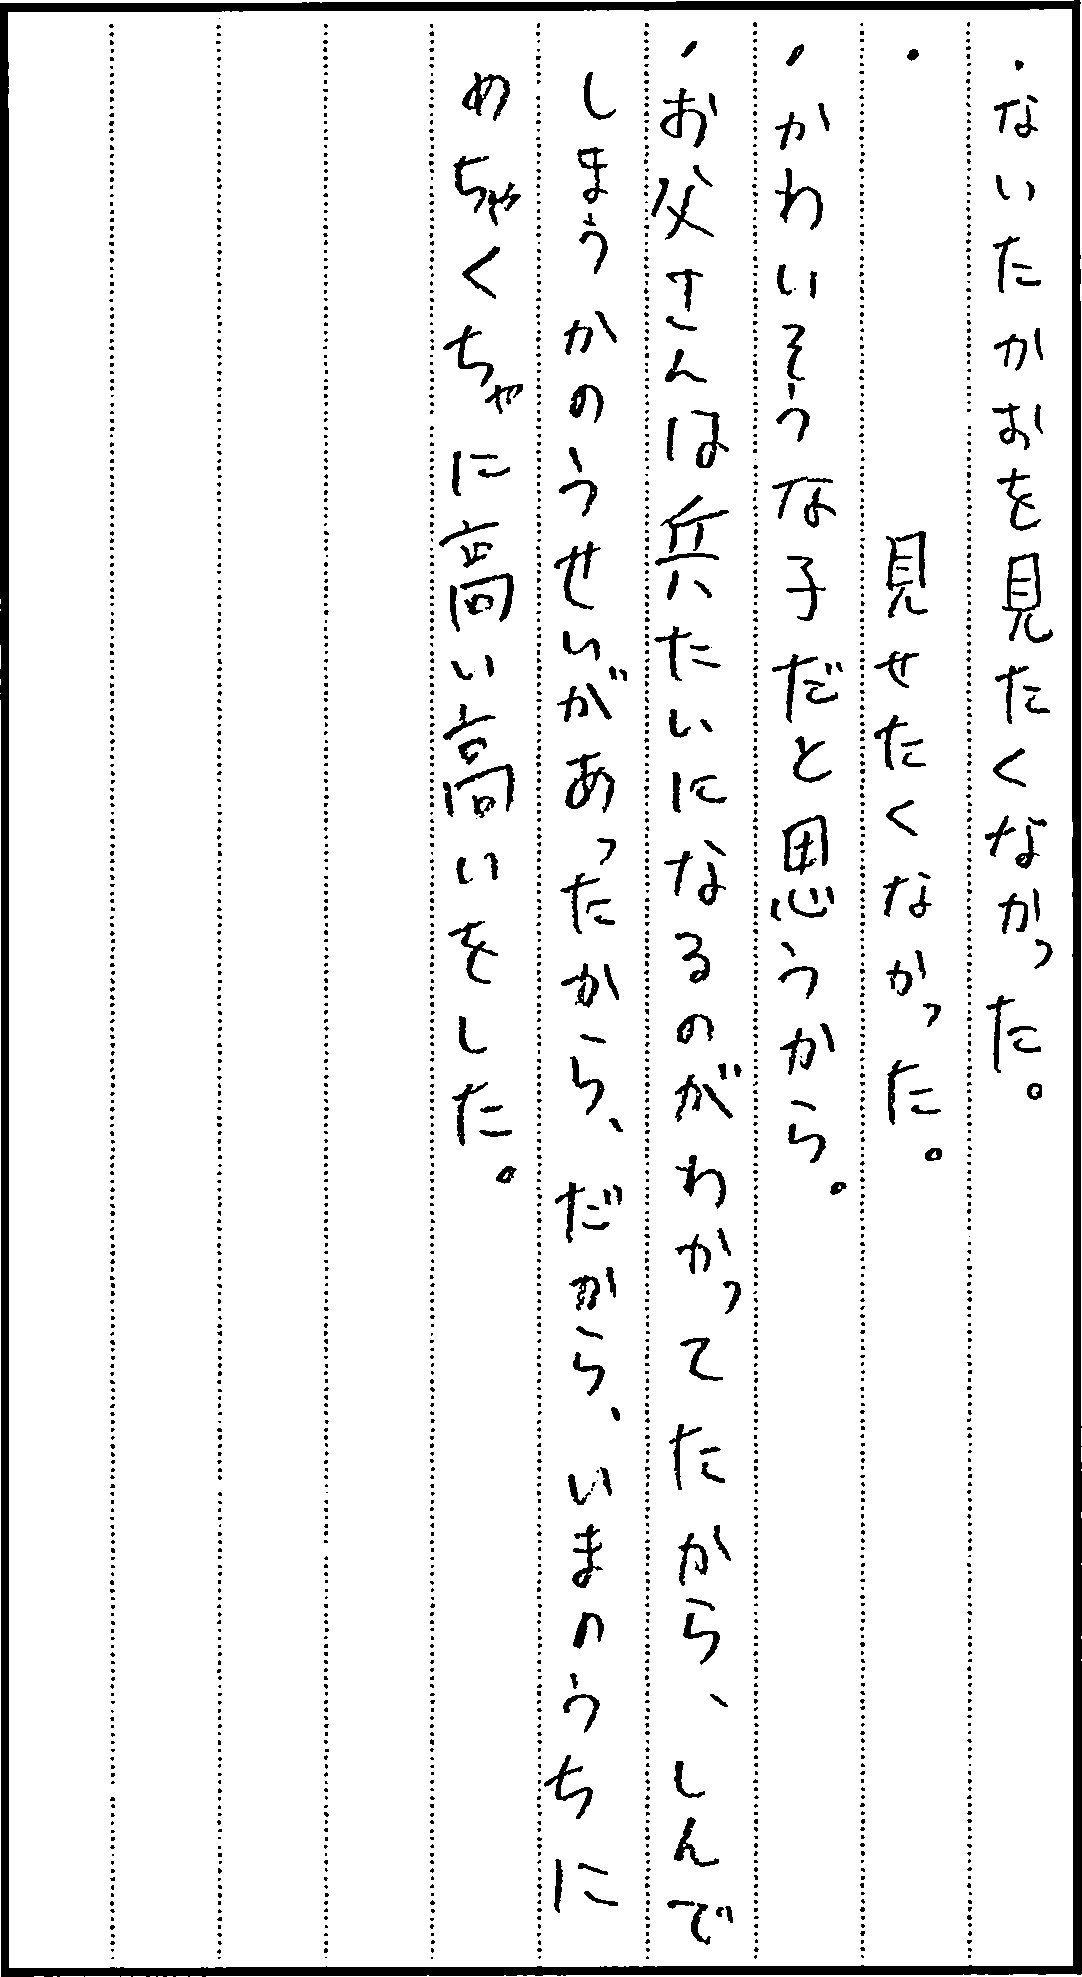 ・ないたかおを見たくなかった。
・　　　　　見せたくなかった。
・かわいそうな子だと思うから。
・お父さんは兵たいになるのがわかってたから、しんで
しまうかのうせいがあったから、だから、いまのうちに
めちゃくちゃに高い高いをした。